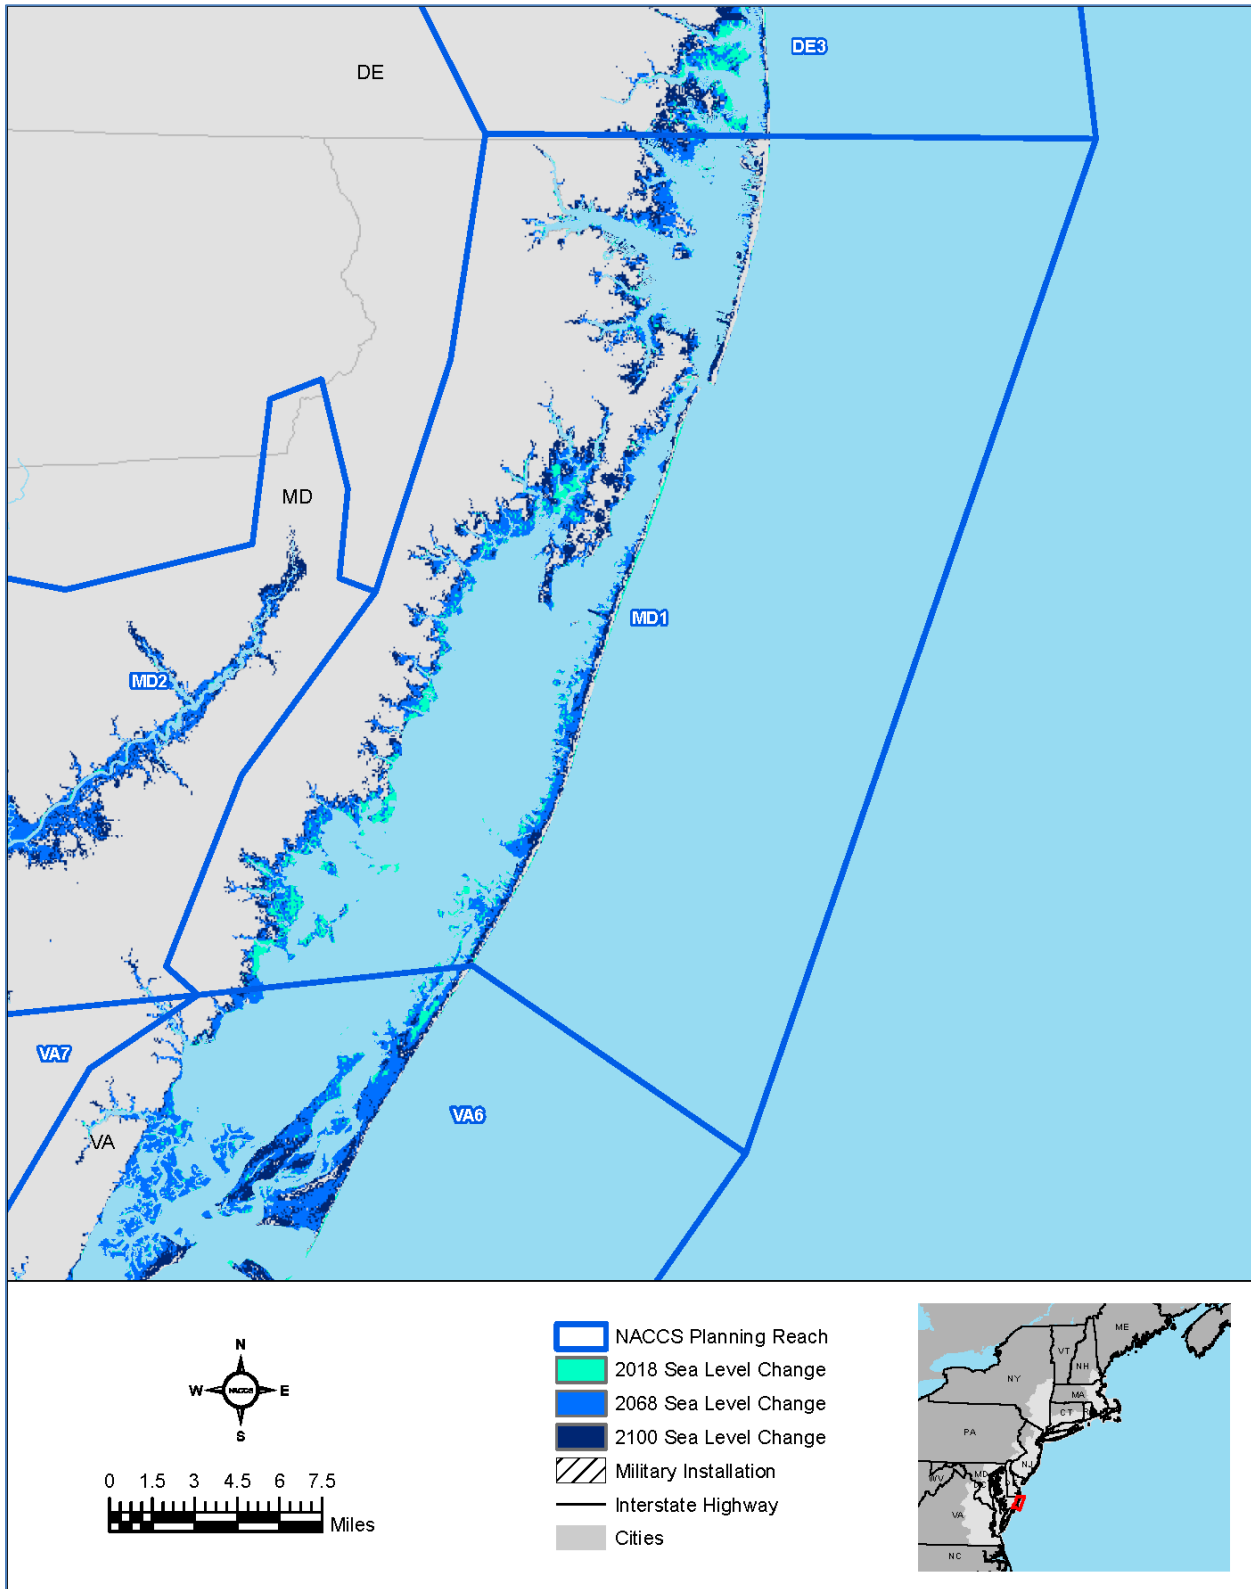 DE3
DE
MD
MD1
MD2
VA7
VA6
VA
N
W NACCS E
S
0 1.5 3 4.5 6 7.5
Miles
NACCS Planning Reach
2018 Sea Level Change
2068 Sea Level Change
2100 Sea Level Change
Military Installation
Interstate Highway
Cities
ME
VT
NH
NY
MA
CT
PA
NJ
WV
MD
DC
VA
NC